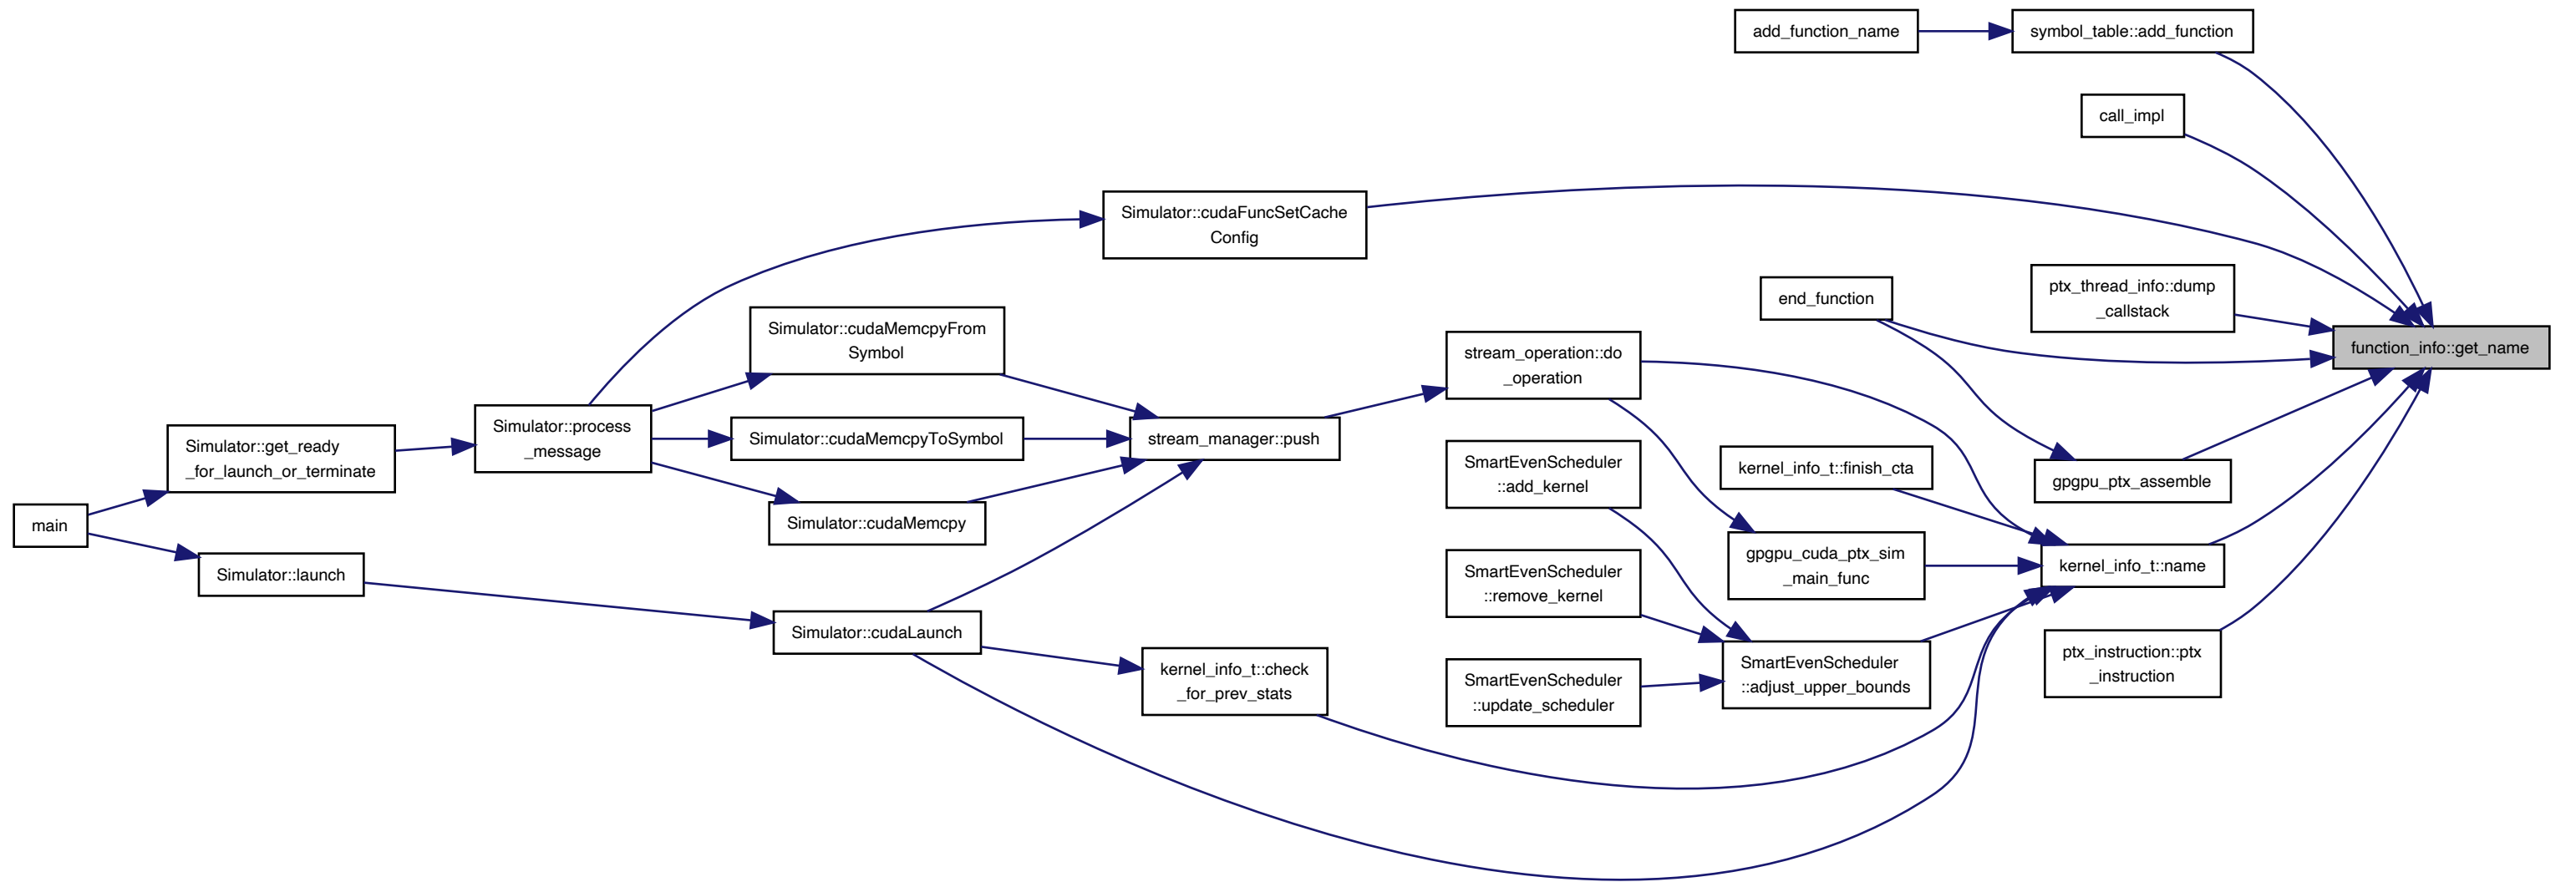 add_function_name
symbol_table::add_function
call_impl
Simulator::cudaFuncSetCache
Config
ptx_thread_info::dump
_callstack
end_function
function_info::get_name
Simulator::cudaMemcpyFrom
Symbol
stream_operation::do
_operation
Simulator::process
_message
Simulator::cudaMemcpyToSymbol
stream_manager::push
Simulator::get_ready
_for_launch_or_terminate
SmartEvenScheduler
::add_kernel
kernel_info_t::finish_cta
gpgpu_ptx_assemble
main
Simulator::cudaMemcpy
Simulator::launch
SmartEvenScheduler
::remove_kernel
gpgpu_cuda_ptx_sim
_main_func
kernel_info_t::name
Simulator::cudaLaunch
kernel_info_t::check
_for_prev_stats
SmartEvenScheduler
::update_scheduler
SmartEvenScheduler
::adjust_upper_bounds
ptx_instruction::ptx
_instruction